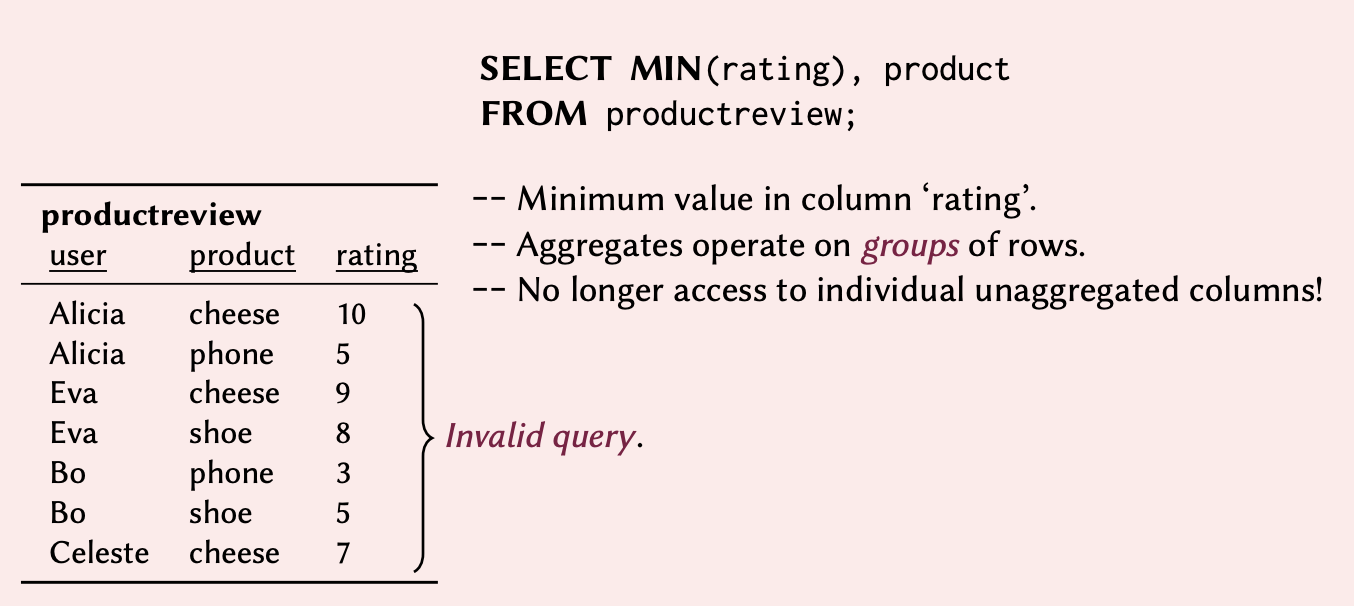 SELECT MIN(rating), product
FROM productreview;
-- Minimum value in column ‘rating’.
-- Aggregates operate on groups of rows.
-- No longer access to individual unaggregated columns!
productreview
user product rating
Alicia cheese 10
Alicia phone 5
Eva cheese 9
Eva shoe 8
Bo phone 3
Bo shoe 5
Celeste cheese 7
Invalid query.